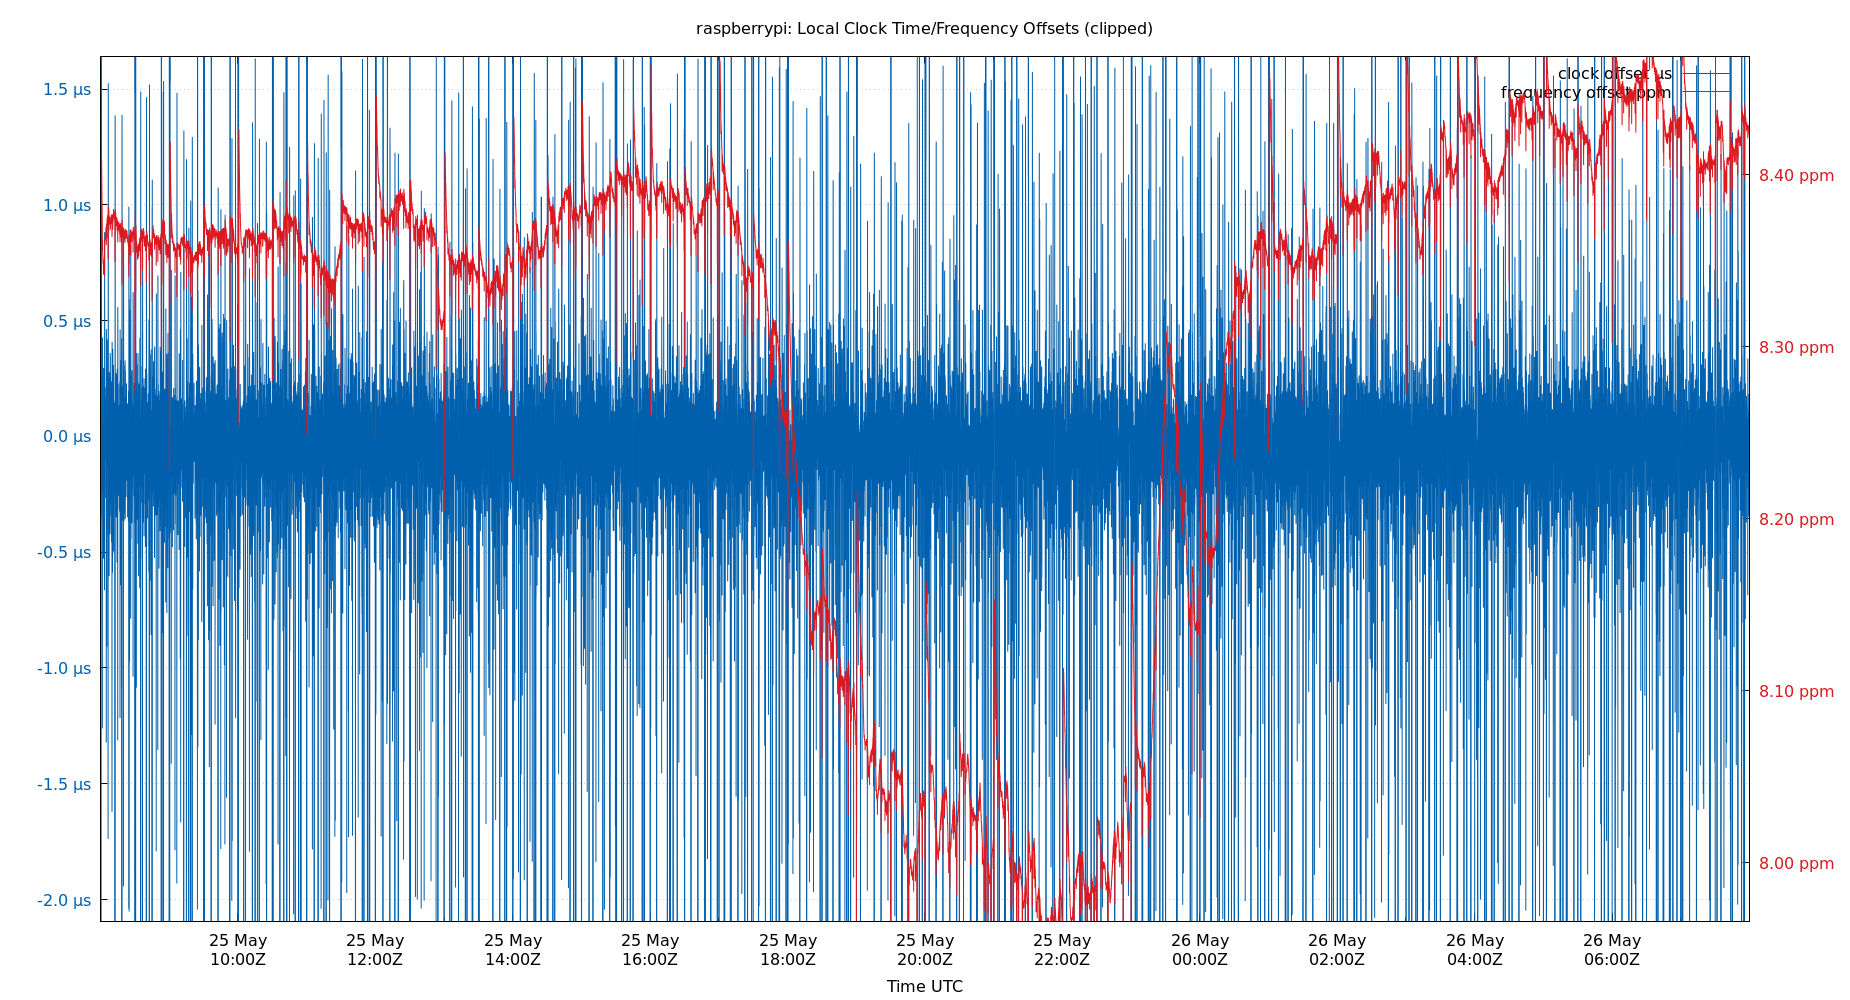 raspberrypi: Local Clock Time/Frequency Offsets (clipped)
clock offset µs
frequency offset ppm
1.5 µs
1.0 µs
0.5 µs
0.0 µs
-0.5 µs
-1.0 µs
-1.5 µs
-2.0 µs
8.40 ppm
8.30 ppm
8.20 ppm
8.10 ppm
8.00 ppm
25 May 25 May 25 May 25 May 25 May 25 May 25 May 26 May 26 May 26 May 26 May
10:00Z 12:00Z 14:00Z 16:00Z 18:00Z 20:00Z 22:00Z 00:00Z 02:00Z 04:00Z 06:00Z
Time UTC